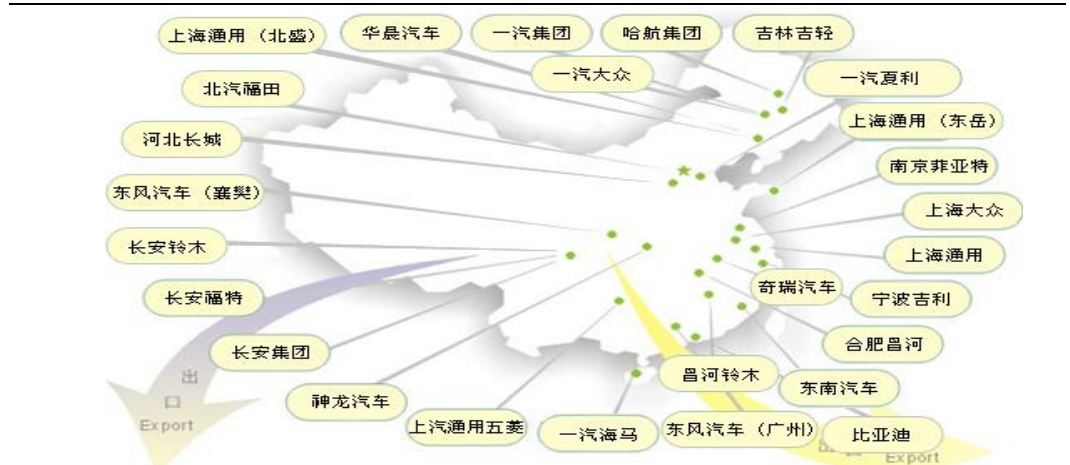 上海通用（北盛）
华晨汽车
一汽集团
哈航集团
吉林吉轻
一汽大众
一汽夏利
北汽福田
上海通用（东岳）
河北长城
南京菲亚特
东风汽车（襄樊）
上海大众
长安铃木
上海通用
奇瑞汽车
长安福特
宁波吉利
合肥昌河
长安集团
昌河铃木
出
口
Export
神龙汽车
东南汽车
上汽通用五菱
一汽海马
东风汽车（广州）
比亚迪
出
Export